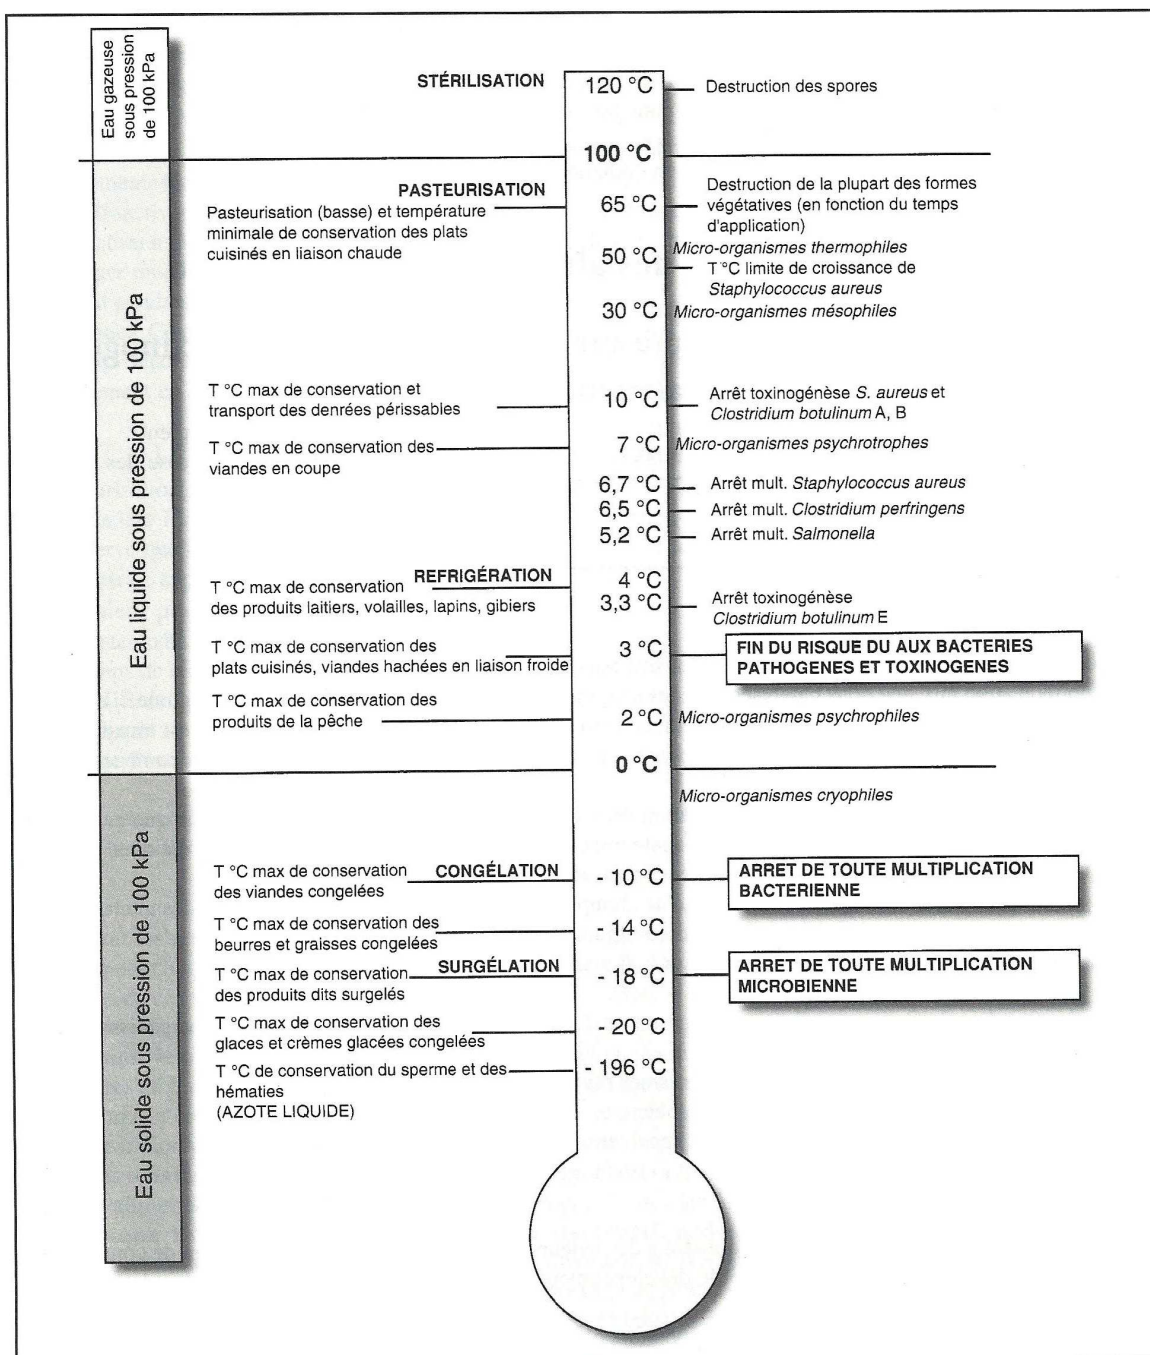 Eau gazeuse
sous pression
de 100 kPa
STÉRILISATION
120 °C
Destruction des spores
100 °C
PASTEURISATION
Pasteurisation (basse) et température
minimale de conservation des plats
cuisinés en liaison chaude
65 °C
Destruction de la plupart des formes
végétatives (en fonction du temps
d'application)
50 °C
Micro-organismes thermophiles
T °C limite de croissance de
Staphylococcus aureus
30 °C
Micro-organismes mésophiles
Eau liquide sous pression de 100 kPa
T °C max de conservation et
transport des denrées périssables
10 °C
Arrêt toxinogénèse S. aureus et
Clostridium botulinum A, B
T °C max de conservation des
viandes en coupe
7 °C
Micro-organismes psychrotrophes
6,7 °C
Arrêt mult. Staphylococcus aureus
6,5 °C
Arrêt mult. Clostridium perfringens
5,2 °C
Arrêt mult. Salmonella
REFRIGÉRATION
T °C max de conservation
des produits laitiers, volailles, lapins, gibiers
4 °C
3,3 °C
Arrêt toxinogénèse
Clostridium botulinum E
T °C max de conservation des
plats cuisinés, viandes hachées en liaison froide
3 °C
FIN DU RISQUE DU AUX BACTERIES
PATHOGENES ET TOXINOGENES
T °C max de conservation des
produits de la pêche
2 °C
Micro-organismes psychrophiles
0 °C
Micro-organismes cryophiles
Eau solide sous pression de 100 kPa
T °C max de conservation
des viandes congelées
CONGÉLATION
- 10 °C
ARRET DE TOUTE MULTIPLICATION
BACTERIENNE
T °C max de conservation des
beurres et graisses congelées
- 14 °C
SURGÉLATION
T °C max de conservation
des produits dits surgelés
- 18 °C
ARRET DE TOUTE MULTIPLICATION
MICROBIENNE
T °C max de conservation des
glaces et crèmes glacées congelées
- 20 °C
T °C de conservation du sperme et des
hématies
(AZOTE LIQUIDE)
- 196 °C